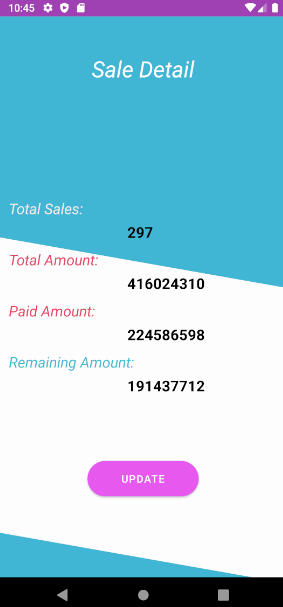 10:45
Sale Detail
Total Sales:
297
Total Amount:
416024310
Paid Amount:
224586598
Remaining Amount:
191437712
UPDATE